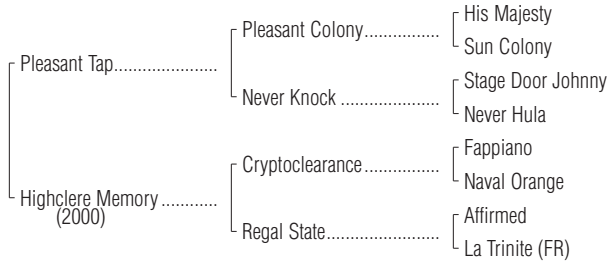 His Majesty
Pleasant Colony..................
Sun Colony
Pleasant Tap.........................
Stage Door Johnny
Never Knock ........................
Never Hula
Fappiano
Cryptoclearance ..................
Naval Orange
Highclere Memory .............
(2000)
Affirmed
Regal State...........................
La Trinite (FR)